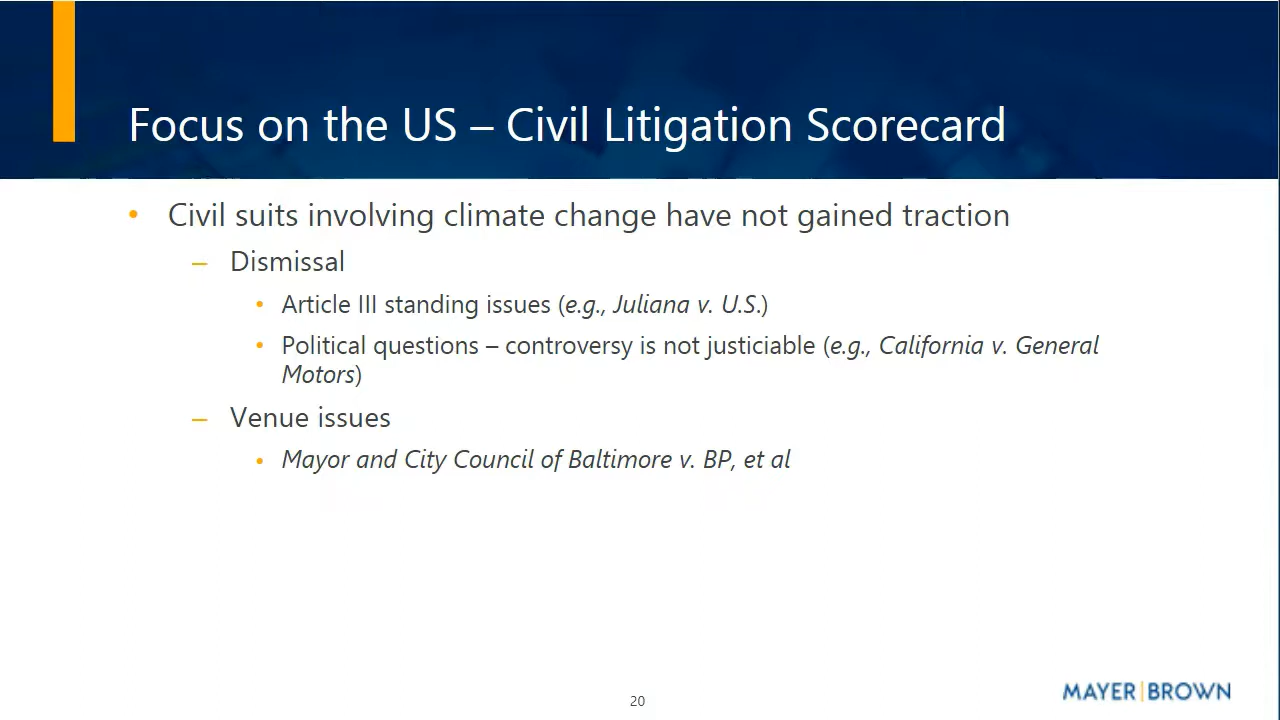 Focus on the US – Civil Litigation Scorecard
• Civil suits involving climate change have not gained traction
– Dismissal
• Article III standing issues (e.g., Juliana v. U.S.)
• Political questions – controversy is not justiciable (e.g., California v. General
Motors)
– Venue issues
• Mayor and City Council of Baltimore v. BP, et al
20
MAYER|BROWN